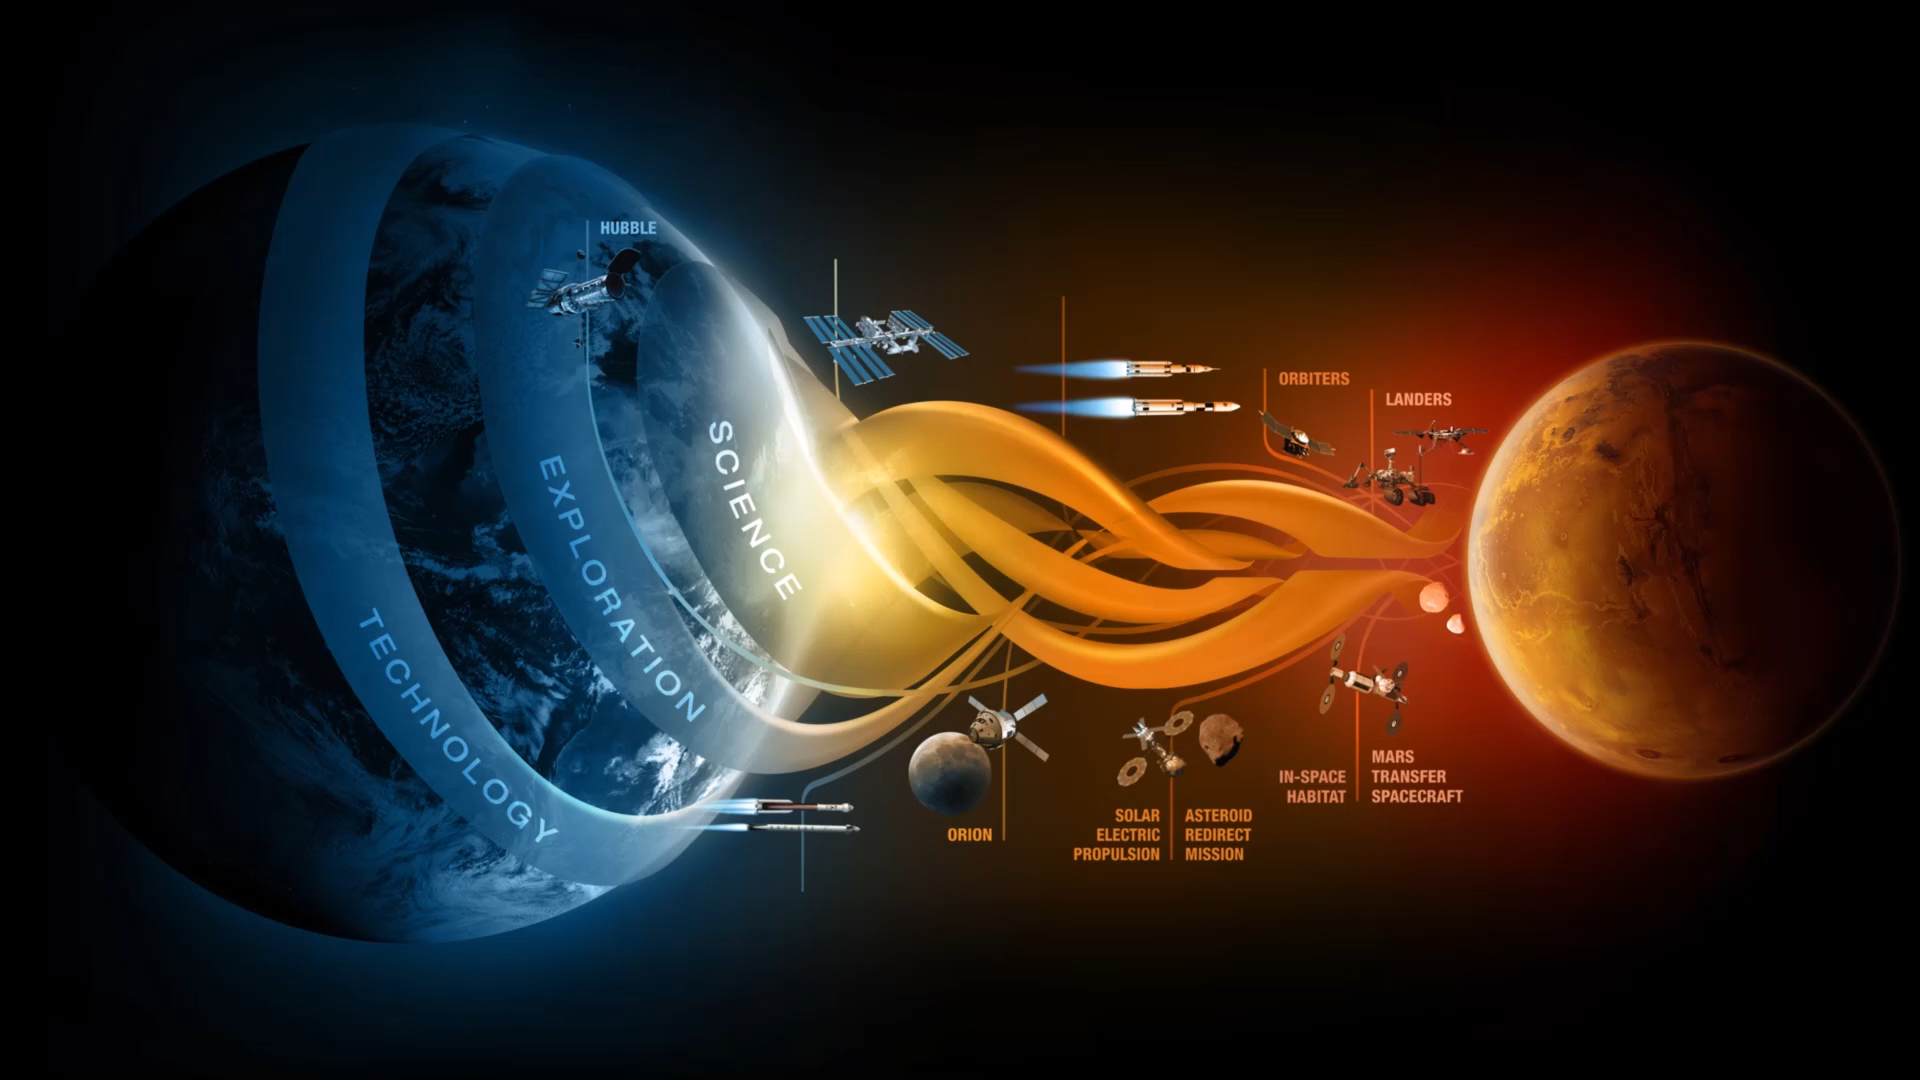 HUBBLE
TECHNOLOGY
EXPLORATION
SCIENCE
ORBITERS
LANDERS
ORION
SOLAR
ELECTRIC
PROPULSION
ASTEROID
REDIRECT
MISSION
IN-SPACE
HABITAT
MARS
TRANSFER
SPACECRAFT